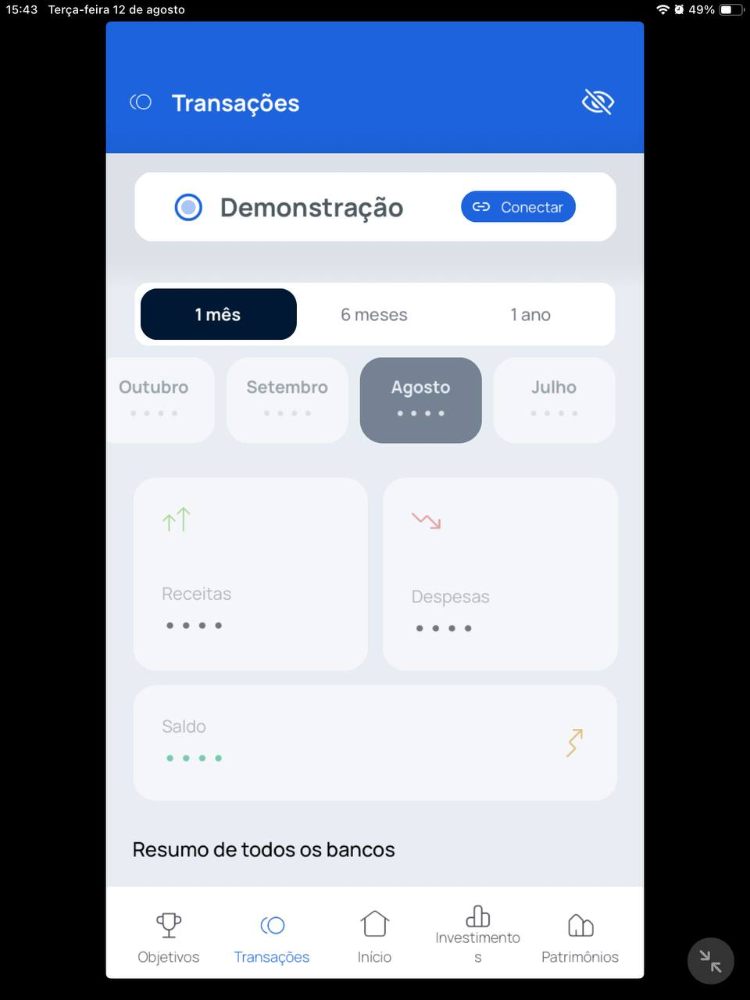 15:43 Terça-feira 12 de agosto 49%
Transações
Demonstração Conectar
1 mês 6 meses 1 ano
Outubro Setembro Agosto Julho
Receitas Despesas
Saldo
Resumo de todos os bancos
Objetivos Transações Início Investimento
s Patrimônios